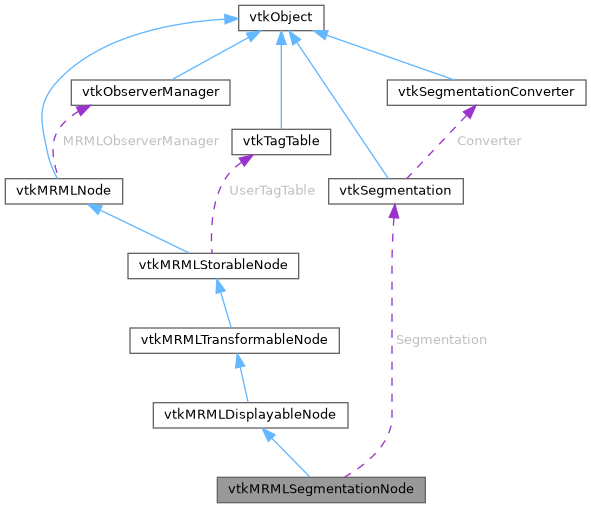 vtkObject
vtkObserverManager
vtkSegmentationConverter
vtkTagTable
MRMLObserverManager
Converter
vtkMRMLNode
UserTagTable
vtkSegmentation
vtkMRMLStorableNode
vtkMRMLTransformableNode
Segmentation
vtkMRMLDisplayableNode
vtkMRMLSegmentationNode